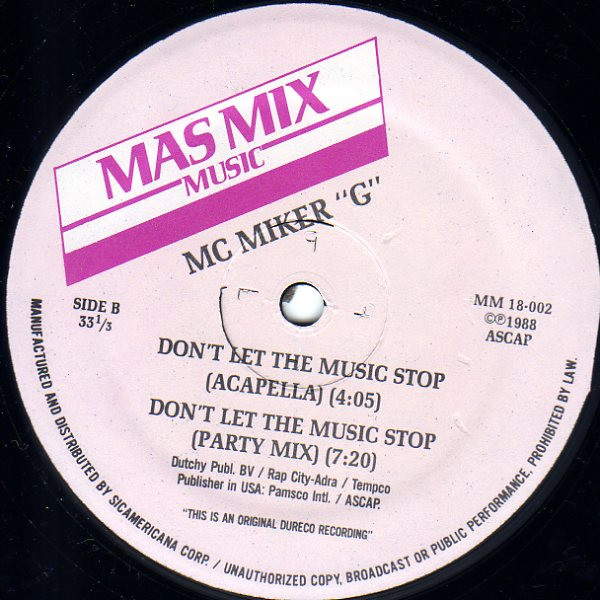 MAS MIX
MUSIC
MC MIKER "G"
SIDE B
33 1/3
MM 18-002
©℗1988
ASCAP
DON'T LET THE MUSIC STOP
(ACAPELLA) (4:05)
DON'T LET THE MUSIC STOP
(PARTY MIX) (7:20)
Dutchy Publ. BV / Rap City-Adra / Tempco
Publisher in USA: Pamsco Intl. / ASCAP.
"THIS IS AN ORIGINAL DURECO RECORDING"
MANUFACTURED AND DISTRIBUTED BY SICAMERICANA CORP. / UNAUTHORIZED COPY, BROADCAST OR PUBLIC PERFORMANCE, PROHIBITED BY LAW.